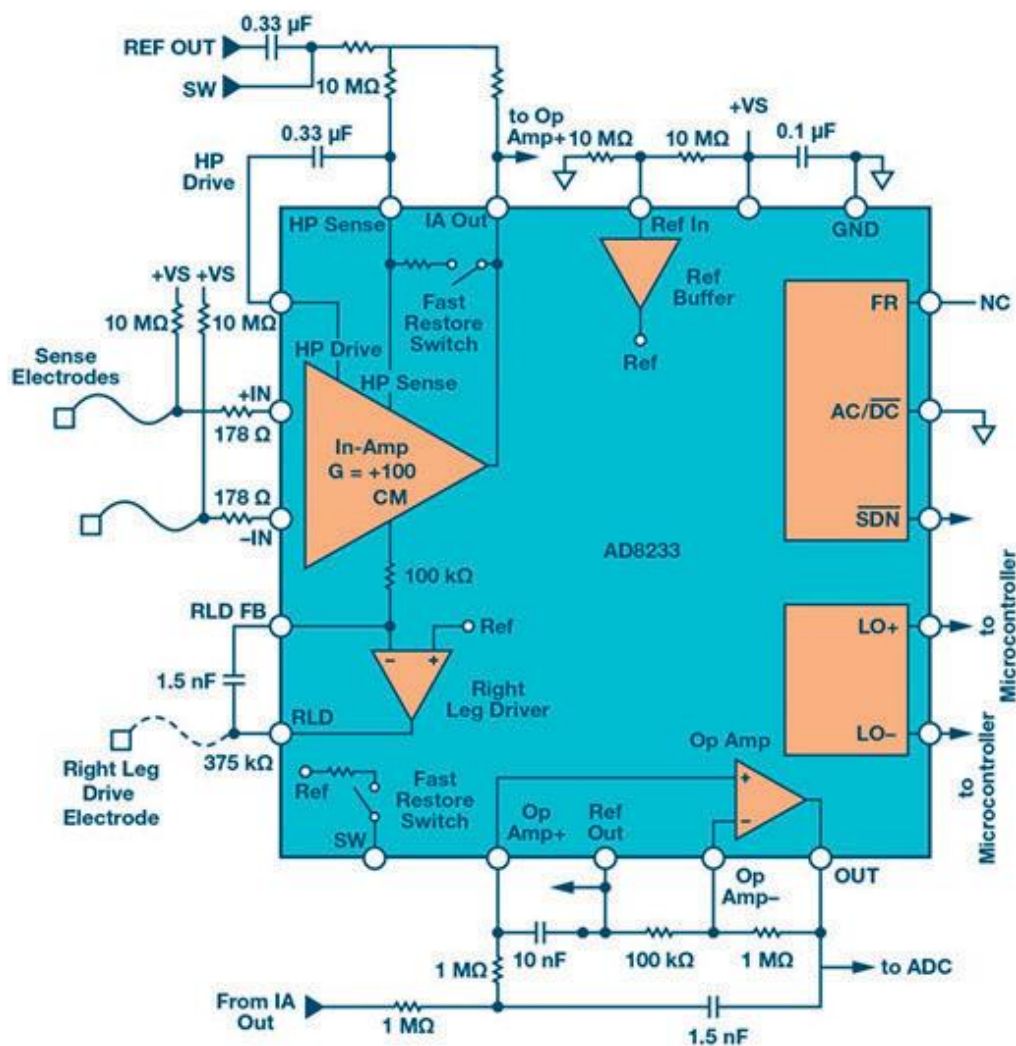 0.33 µF
REF OUT
SW
10 MΩ
0.33 µF
HP
Drive
to Op
Amp+
10 MΩ
10 MΩ
+VS
0.1 µF
HP Sense
IA Out
Ref In
GND
Fast
Restore
Switch
Ref
Buffer
Ref
+VS
+VS
10 MΩ
10 MΩ
HP Drive
HP Sense
Sense
Electrodes
+IN
178 Ω
In-Amp
G = +100
CM
178 Ω
–IN
FR
NC
AC/DC
SDN
AD8233
100 kΩ
RLD FB
Ref
– +
1.5 nF
Right
Leg Driver
RLD
375 kΩ
Right Leg
Drive
Electrode
LO+
LO–
to
Microcontroller
to
Microcontroller
Op Amp
+
–
Ref
Fast
Restore
Switch
SW
Op
Amp+
Ref
Out
Op
Amp–
OUT
10 nF
100 kΩ
1 MΩ
1 MΩ
to ADC
From IA
Out
1 MΩ
1.5 nF